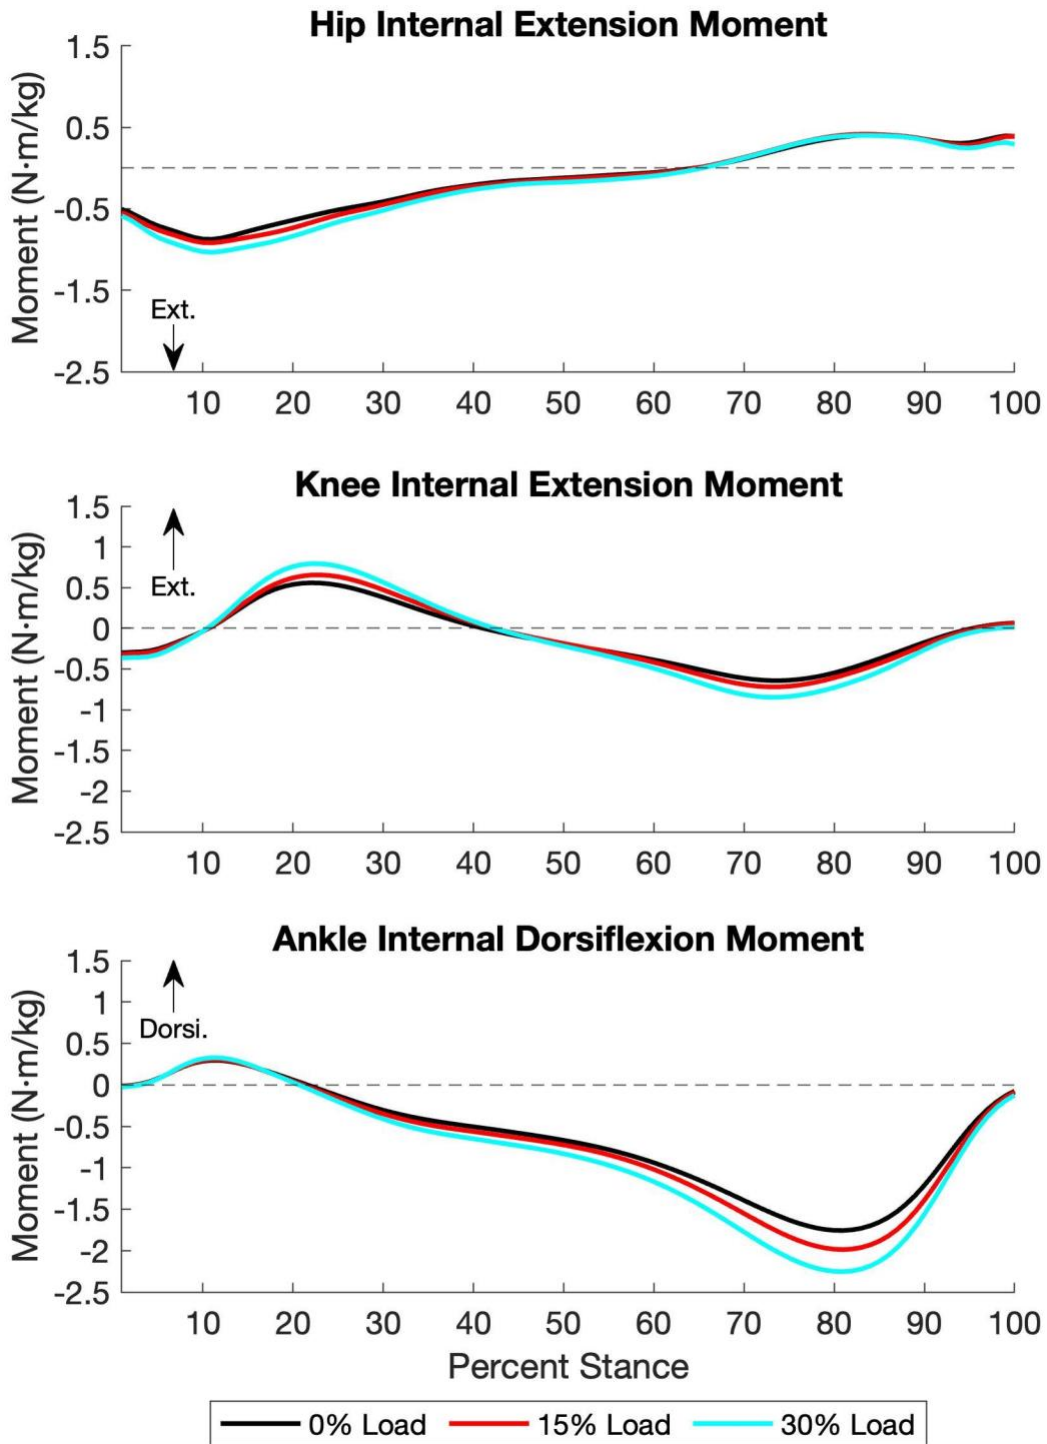 Hip Internal Extension Moment
1.5
0.5
-0.5
-1.5
-2.5
Moment (N·m/kg)
Ext.
10 20 30 40 50 60 70 80 90 100
Knee Internal Extension Moment
1.5
1
0.5
0
-0.5
-1
-1.5
-2
-2.5
Moment (N·m/kg)
Ext.
10 20 30 40 50 60 70 80 90 100
Ankle Internal Dorsiflexion Moment
1.5
1
0.5
0
-0.5
-1
-1.5
-2
-2.5
Moment (N·m/kg)
Dorsi.
10 20 30 40 50 60 70 80 90 100
Percent Stance
0% Load 15% Load 30% Load